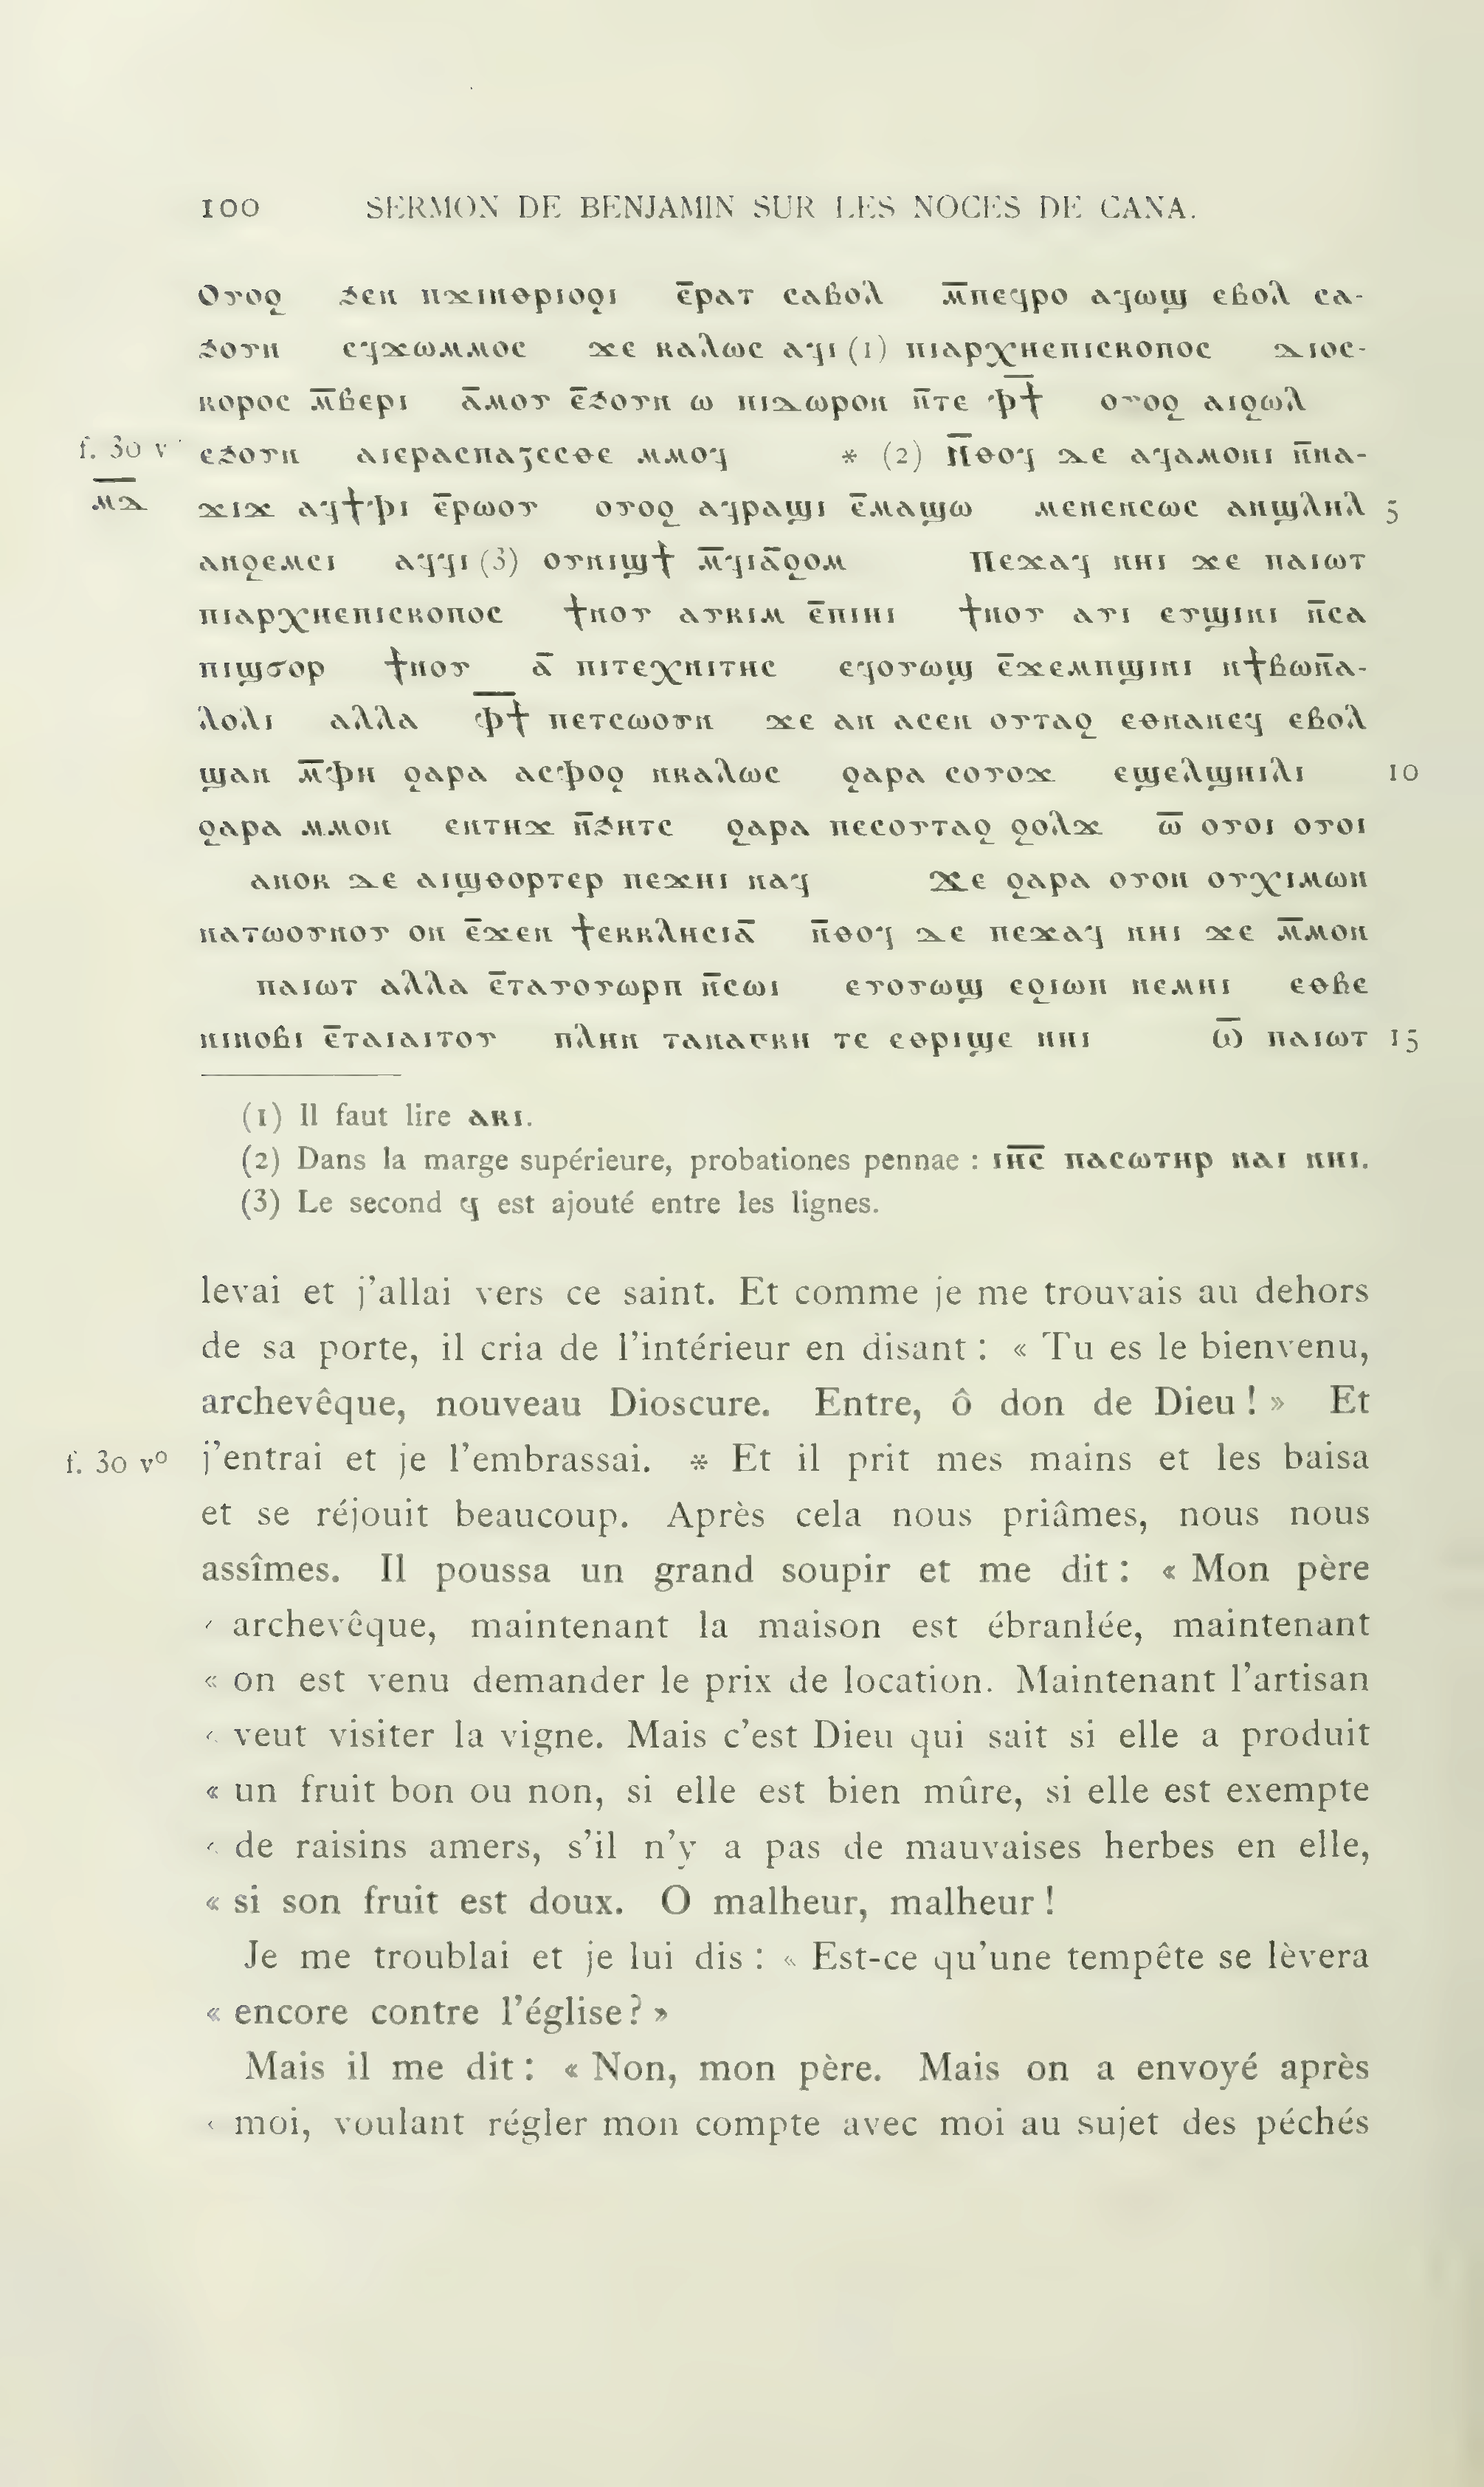 100 SERMON DE BENJAMIN SUR LES NOCES DE CANA.
Ⲟⲩⲟϩ ϧⲉⲛ ⲡϫⲓⲛⲑⲣⲓⲟϩⲓ ⲉ̅ⲣⲁⲧ ⲥⲁⲃⲟⲗ ⲙ̅ⲡⲉϥⲣⲟ ⲁϥⲱϣ ⲉⲃⲟⲗ ⲥⲁ-
ϧⲟⲩⲛ ⲉϥϫⲱⲙⲙⲟⲥ ϫⲉ ⲕⲁⲗⲱⲥ ⲁϥⲓ (1) ⲡⲓⲁⲣⲭⲏⲉⲡⲓⲥⲕⲟⲡⲟⲥ ⲇⲓⲟⲥ-
ⲕⲟⲣⲟⲥ ⲙ̅ⲃⲉⲣⲓ ⲁ̅ⲙⲟⲩ ⲉ̅ϧⲟⲩⲛ ⲱ ⲡⲓⲇⲱⲣⲟⲛ ⲛ̅ⲧⲉ ⲫ̅ϯ̅ ⲟⲩⲟϩ ⲁⲓϩⲱⲗ
f. 30 v° ⲉϧⲟⲩⲛ ⲁⲓⲉⲣⲁⲥⲡⲁⲍⲉⲥⲑⲉ ⲙⲙⲟϥ * (2) Ⲛ̅ⲑⲟϥ ⲇⲉ ⲁϥⲁⲙⲟⲛⲓ ⲛ̅ⲛⲁ-
ⲙ̅ⲇ̅ ϫⲓϫ ⲁϥϯⲫⲓ ⲉ̅ⲣⲱⲟⲩ ⲟⲩⲟϩ ⲁϥⲣⲁϣⲓ ⲉ̅ⲙⲁϣⲱ ⲙⲉⲛⲉⲛⲥⲱⲥ ⲁⲛϣⲗⲏⲗ 5
ⲁⲛϩⲉⲙⲥⲓ ⲁϥϥⲓ (3) ⲟⲩⲛⲓϣϯ ⲙ̅ϥⲓⲁ̅ϩⲟⲙ Ⲡⲉϫⲁϥ ⲛⲏⲓ ϫⲉ ⲡⲁⲓⲱⲧ
ⲡⲓⲁⲣⲭⲏⲉⲡⲓⲥⲕⲟⲡⲟⲥ ϯⲛⲟⲩ ⲁⲩⲕⲓⲙ ⲉ̅ⲡⲓⲏⲓ ϯⲛⲟⲩ ⲁⲩⲓ ⲉⲩϣⲓⲛⲓ ⲛ̅ⲥⲁ
ⲡⲓϣϭⲟⲣ ϯⲛⲟⲩ ⲁ̅ ⲡⲓⲧⲉⲭⲛⲓⲧⲏⲥ ⲉϥⲟⲩⲱϣ ⲉ̅ϫⲉⲙⲡϣⲓⲛⲓ ⲛϯⲃⲱⲛ̅ⲁ-
ⲗⲟⲗⲓ ⲁⲗⲗⲁ ⲫ̅ϯ̅ ⲡⲉⲧⲥⲱⲟⲩⲛ ϫⲉ ⲁⲛ ⲁⲥⲉⲛ ⲟⲩⲧⲁϩ ⲉⲑⲛⲁⲛⲉϥ ⲉⲃⲟⲗ
ϣⲁⲛ ⲙ̅ⲫⲏ ϩⲁⲣⲁ ⲁⲥⲫⲟϩ ⲛⲕⲁⲗⲱⲥ ϩⲁⲣⲁ ⲥⲟⲩⲟϫ ⲉϣⲉⲗϣⲏⲓⲗⲓ 10
ϩⲁⲣⲁ ⲙⲙⲟⲛ ⲉⲛⲧⲏϫ ⲛ̅ϧⲏⲧⲥ ϩⲁⲣⲁ ⲡⲉⲥⲟⲩⲧⲁϩ ϩⲟⲗϫ ⲱ̅ ⲟⲩⲟⲓ ⲟⲩⲟⲓ
ⲁⲛⲟⲕ ⲇⲉ ⲁⲓϣⲑⲟⲣⲧⲉⲣ ⲡⲉϫⲏⲓ ⲛⲁϥ Ϫⲉ ϩⲁⲣⲁ ⲟⲩⲟⲛ ⲟⲩⲭⲓⲙⲱⲛ
ⲛⲁⲧⲱⲟⲩⲛⲟⲩ ⲟⲛ ⲉ̅ϫⲉⲛ ϯⲉⲕⲕⲗⲏⲥⲓⲁ̅ ⲛ̅ⲑⲟϥ ⲇⲉ ⲡⲉϫⲁϥ ⲛⲏⲓ ϫⲉ ⲙ̅ⲙⲟⲛ
ⲡⲁⲓⲱⲧ ⲁⲗⲗⲁ ⲉ̅ⲧⲁⲩⲟⲩⲱⲣⲡ ⲛ̅ⲥⲱⲓ ⲉⲩⲟⲩⲱϣ ⲉϩⲓⲱⲡ ⲛⲉⲙⲏⲓ ⲉⲑⲃⲉ
ⲛⲓⲛⲟⲃⲓ ⲉ̅ⲧⲁⲓⲁⲓⲧⲟⲩ ⲡⲗⲏⲛ ⲧⲁⲛⲁⲅⲕⲏ ⲧⲉ ⲉⲑⲣⲓϣⲉ ⲛⲏⲓ Ⲱ̅ ⲡⲁⲓⲱⲧ 15
(1) Il faut lire ⲁⲕⲓ.
(2) Dans la marge supérieure, probationes pennae : ⲓⲏ̅ⲥ̅ ⲡⲁⲥⲱⲧⲏⲣ ⲛⲁⲓ ⲛⲏⲓ.
(3) Le second ϥ est ajouté entre les lignes.
levai et j'allai vers ce saint. Et comme je me trouvais au dehors
de sa porte, il cria de l'intérieur en disant : « Tu es le bienvenu,
archevêque, nouveau Dioscure. Entre, ô don de Dieu ! » Et
f. 30 v° j'entrai et je l'embrassai. * Et il prit mes mains et les baisa
et se réjouit beaucoup. Après cela nous priâmes, nous nous
assîmes. Il poussa un grand soupir et me dit : « Mon père
« archevêque, maintenant la maison est ébranlée, maintenant
« on est venu demander le prix de location. Maintenant l'artisan
« veut visiter la vigne. Mais c'est Dieu qui sait si elle a produit
« un fruit bon ou non, si elle est bien mûre, si elle est exempte
« de raisins amers, s'il n'y a pas de mauvaises herbes en elle,
« si son fruit est doux. O malheur, malheur !
Je me troublai et je lui dis : « Est-ce qu'une tempête se lèvera
« encore contre l'église ? »
Mais il me dit : « Non, mon père. Mais on a envoyé après
« moi, voulant régler mon compte avec moi au sujet des péchés